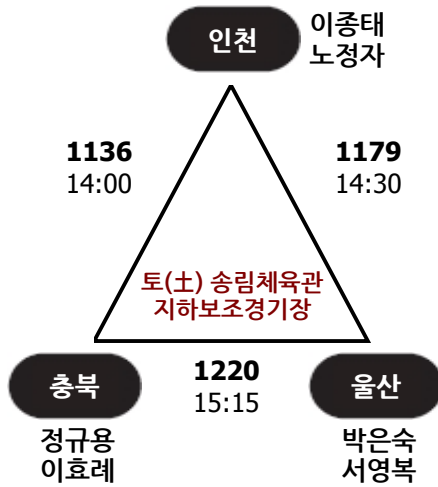 인천
이종태
노정자
1136
14:00
1179
14:30
토(土) 송림체육관
지하보조경기장
충북
1220
15:15
울산
정규용
이효례
박은숙
서영복